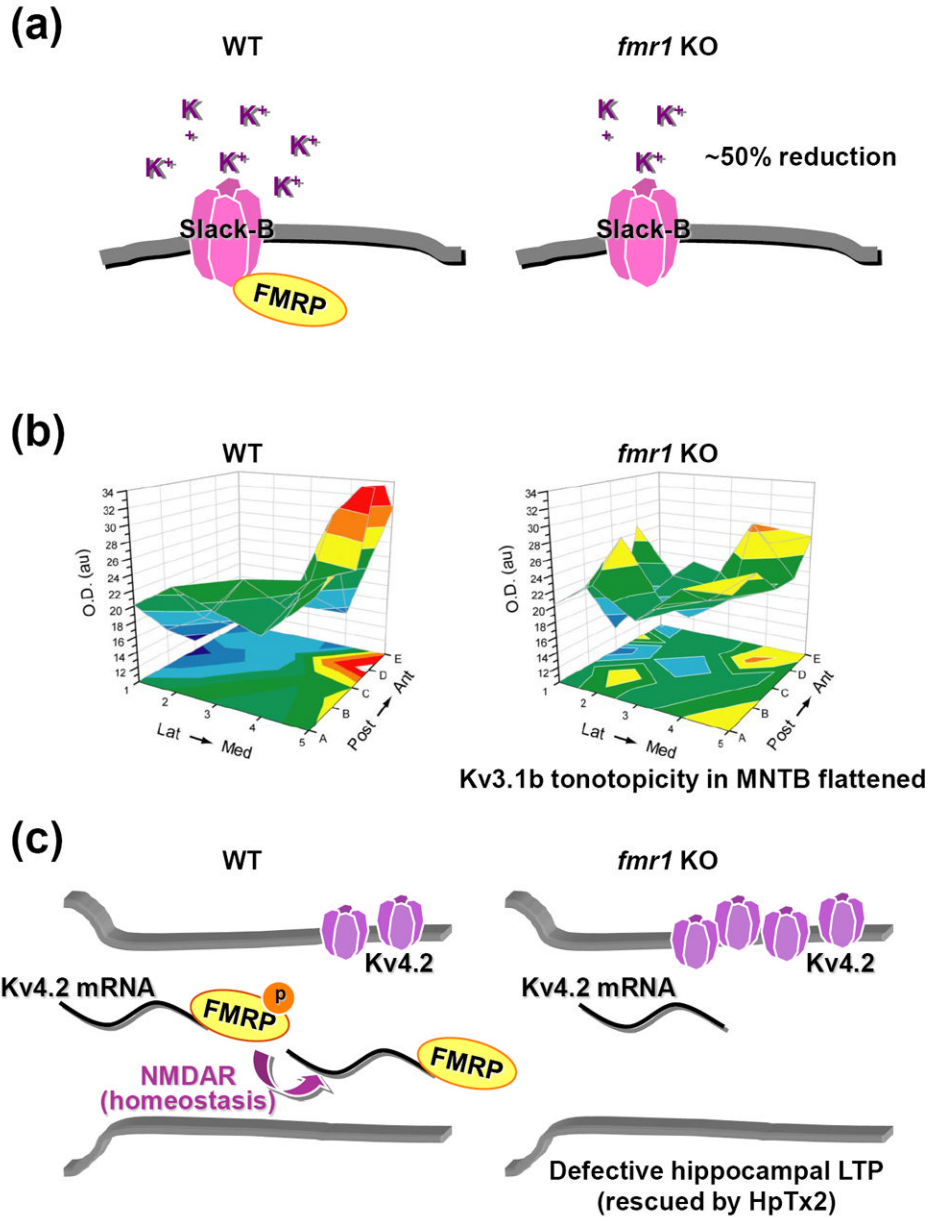 (a)
WT
fmr1 KO
K
+
K+
K+
K+
K+
K+
Slack-B
FMRP
K
+
K+
K+
~50% reduction
Slack-B
(b)
WT
fmr1 KO
34
32
30
28
26
24
22
20
18
16
14
12
O.D. (au)
1
2
3
4
5
Lat → Med
A
B
C
D
E
Post → Ant
34
32
30
28
26
24
22
20
18
16
14
12
O.D. (au)
1
2
3
4
5
Lat → Med
A
B
C
D
E
Post → Ant
Kv3.1b tonotopicity in MNTB flattened
(c)
WT
fmr1 KO
Kv4.2
Kv4.2 mRNA
FMRP
p
FMRP
NMDAR
(homeostasis)
Kv4.2
Kv4.2 mRNA
Defective hippocampal LTP
(rescued by HpTx2)